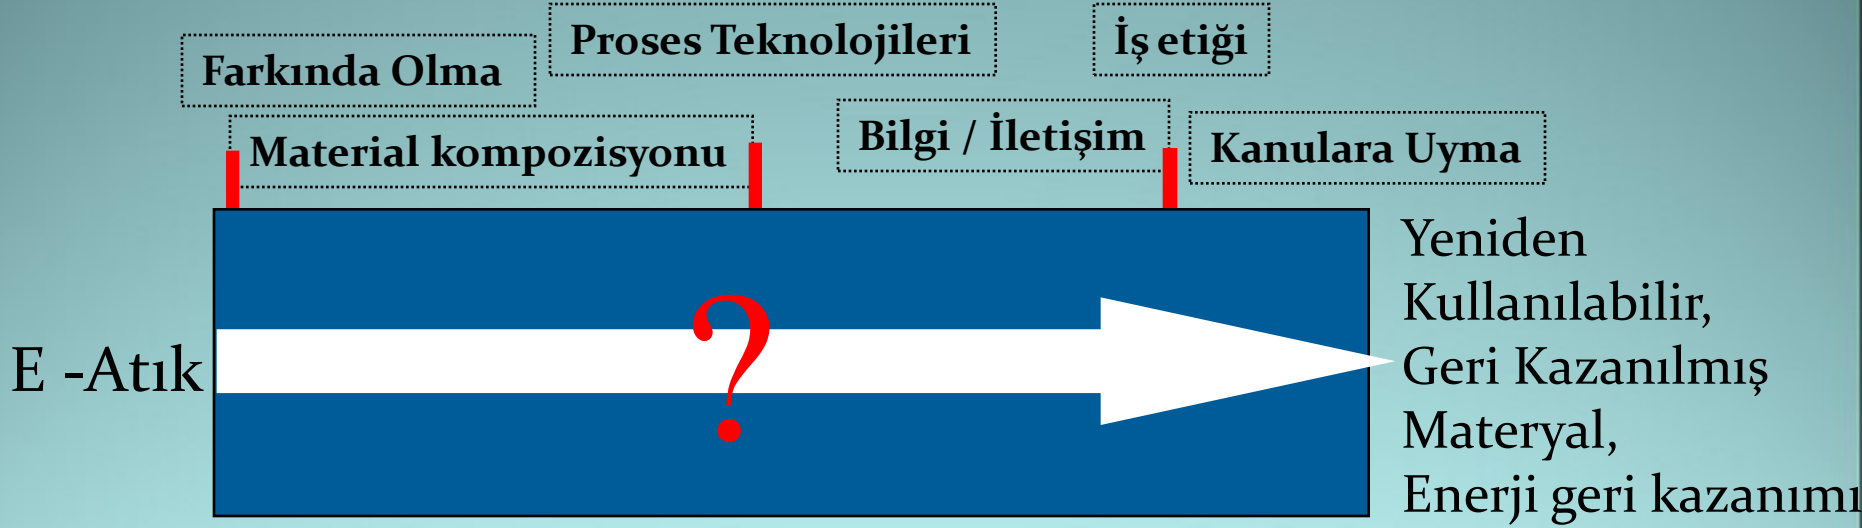 Proses Teknolojileri
İş etiği
Farkında Olma
Material kompozisyonu
Bilgi / İletişim
Kanulara Uyma
E -Atık
?
Yeniden
Kullanılabilir,
Geri Kazanılmış
Materyal,
Enerji geri kazanımı